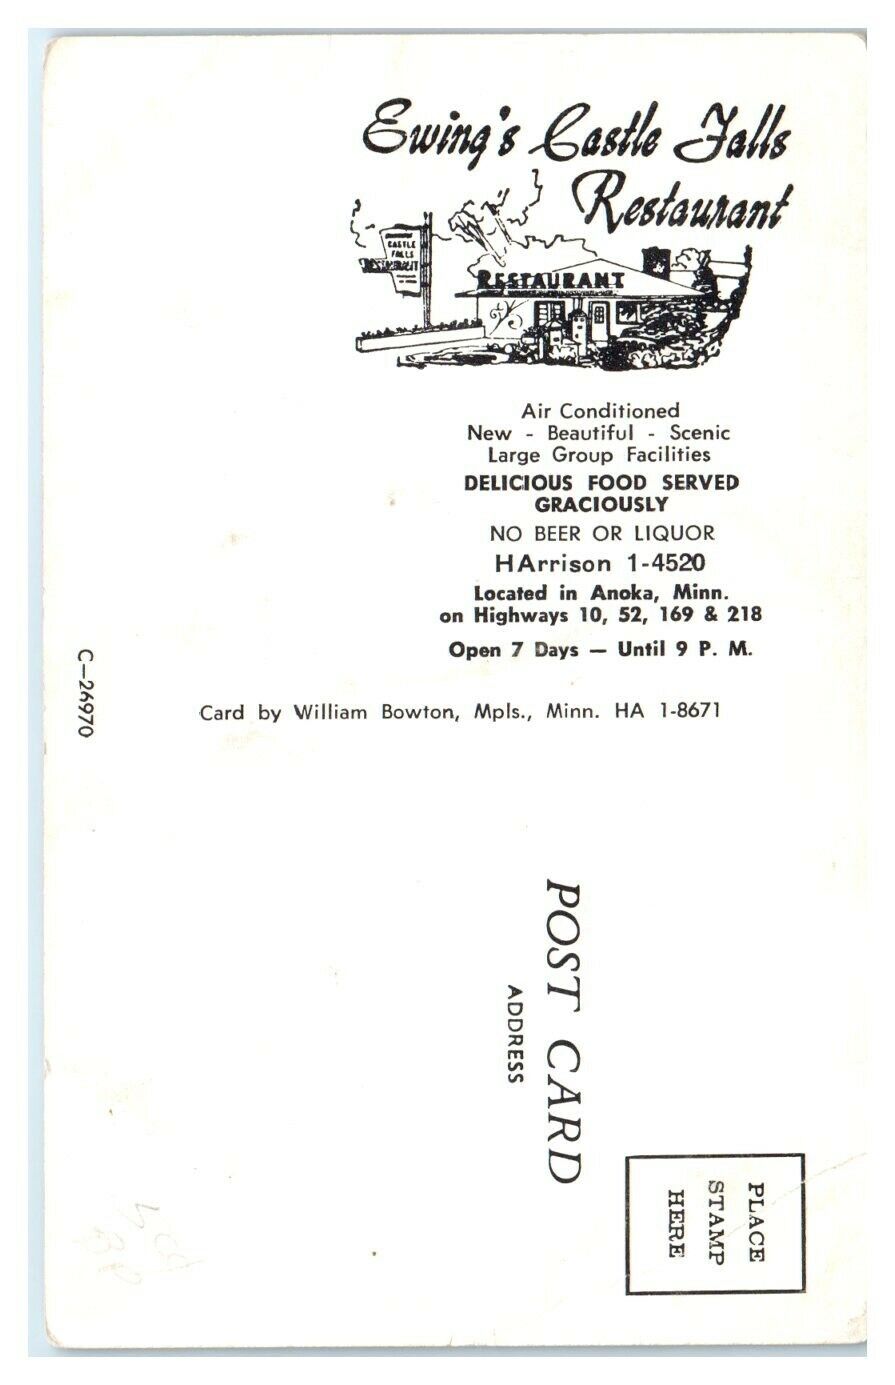 Ewing's Castle Falls
Restaurant
CASTLE
FALLS
RESTAURANT
RESTAURANT
Air Conditioned
New - Beautiful - Scenic
Large Group Facilities
DELICIOUS FOOD SERVED
GRACIOUSLY
NO BEER OR LIQUOR
HArrison 1-4520
Located in Anoka, Minn.
on Highways 10, 52, 169 & 218
Open 7 Days — Until 9 P. M.
C—26970
Card by William Bowton, Mpls., Minn. HA 1-8671
POST CARD
ADDRESS
PLACE
STAMP
HERE